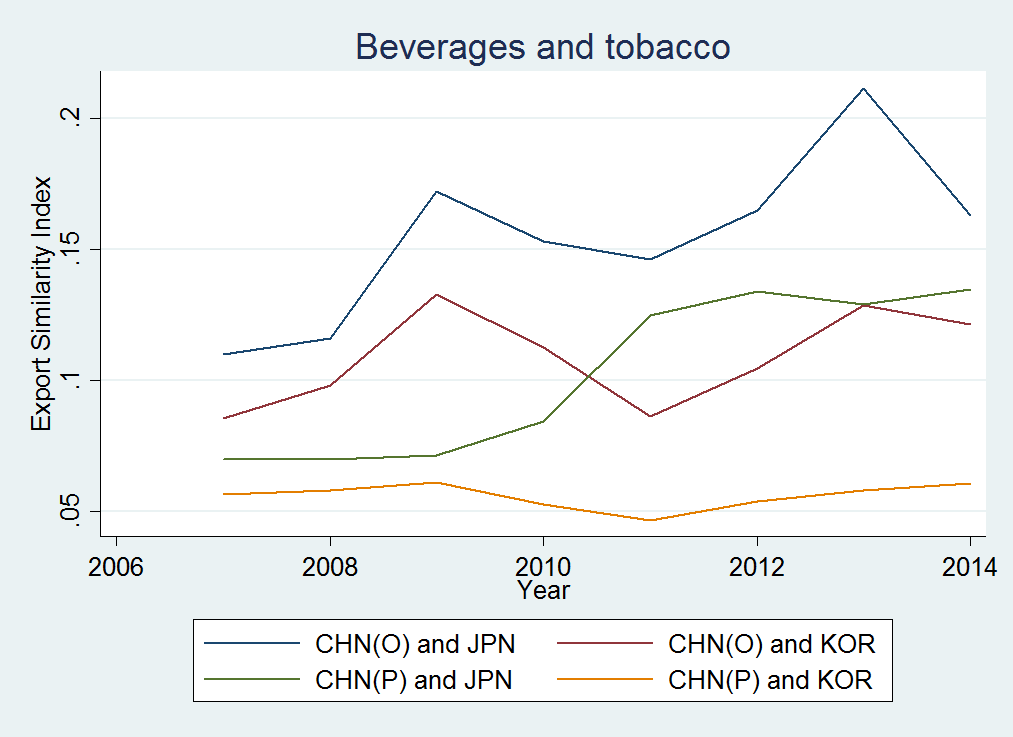 Beverages and tobacco
Export Similarity Index
.2
.15
.1
.05
2006 2008 2010 2012 2014
Year
CHN(O) and JPN CHN(O) and KOR
CHN(P) and JPN CHN(P) and KOR